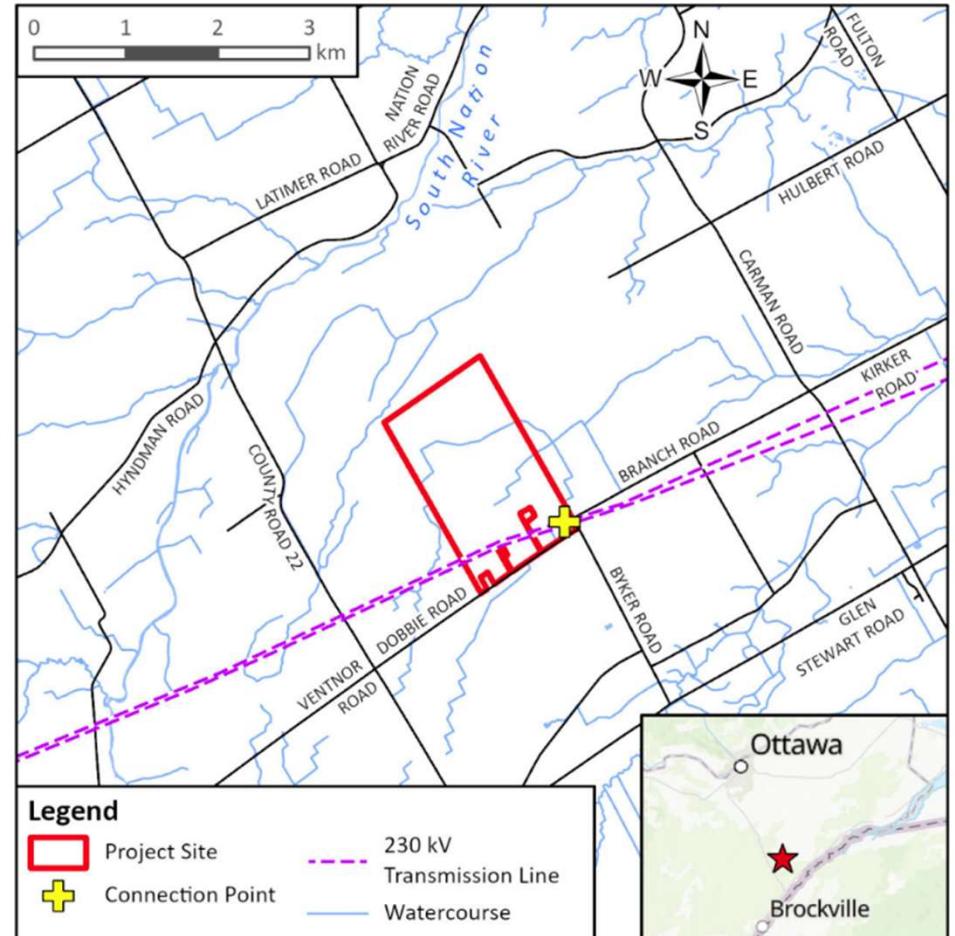 0 1 2 3
km
N
W E
S
FULTON
ROAD
NATION
RIVER ROAD
South Nation
River
LATIMER ROAD
HULBERT ROAD
CARMAN ROAD
KIRKER
ROAD
HYNDMAN ROAD
COUNTY ROAD 22
BRANCH ROAD
BYKER ROAD
DOBBIE ROAD
GLEN
STEWART ROAD
VENTNOR
ROAD
Legend
Project Site
Connection Point
230 kV
Transmission Line
Watercourse
Ottawa
Brockville